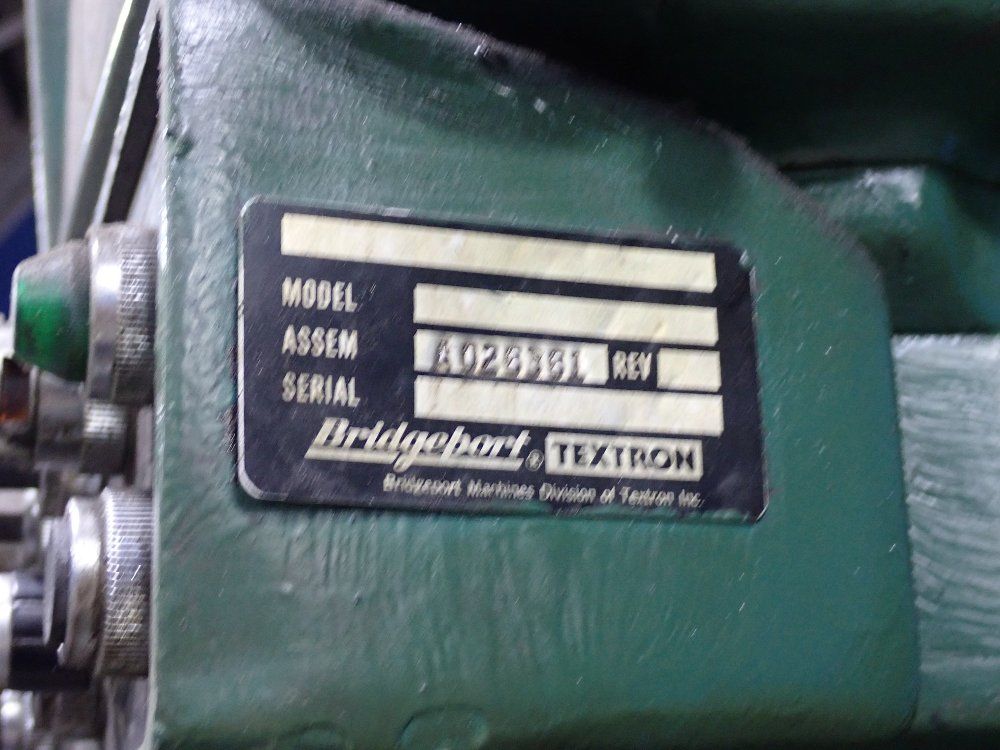 MODEL
ASSEM REV
SERIAL
Bridgeport® TEXTRON
Bridgeport Machines Division of Textron Inc.